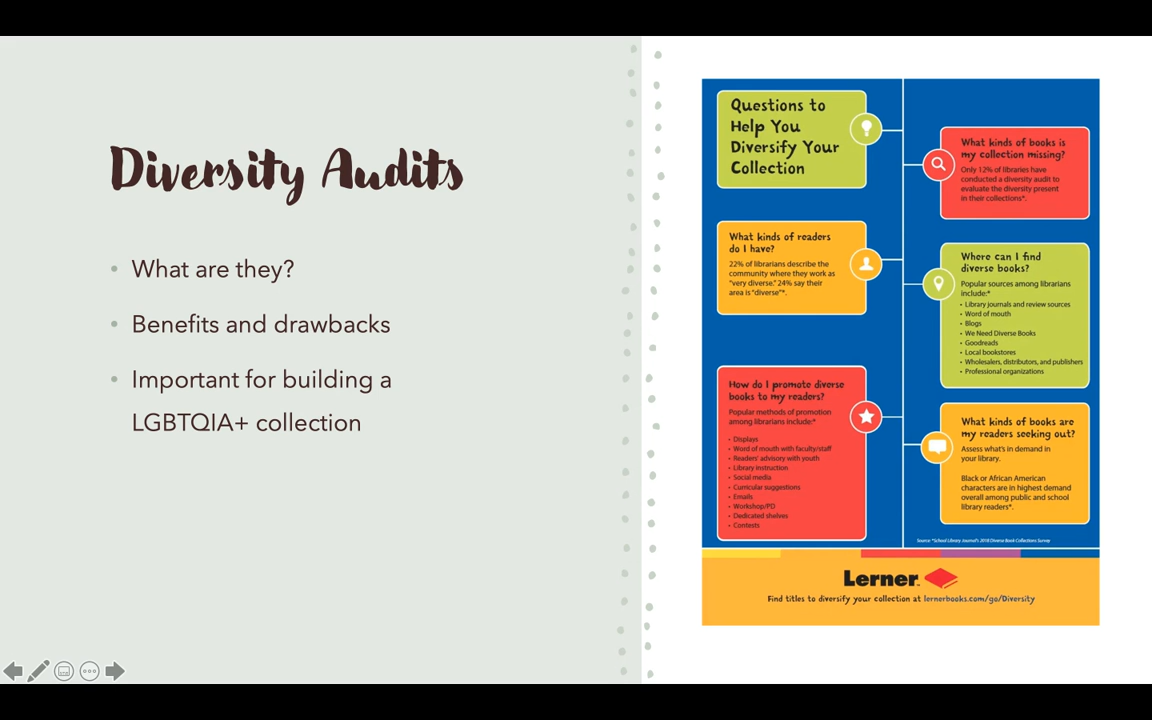 Diversity Audits
• What are they?
• Benefits and drawbacks
• Important for building a
LGBTQIA+ collection
Questions to
Help You
Diversify Your
Collection
What kinds of books is
my collection missing?
Only 12% of libraries have
conducted a diversity audit to
evaluate the diversity present
in their collections*.
What kinds of readers
do I have?
22% of librarians describe the
community where they work as
"very diverse." 24% say their
area is "diverse"*.
Where can I find
diverse books?
Popular sources among librarians
include:*
• Library journals and review sources
• Word of mouth
• Blogs
• We Need Diverse Books
• Goodreads
• Local bookstores
• Wholesalers, distributors, and publishers
• Professional organizations
How do I promote diverse
books to my readers?
Popular methods of promotion
among librarians include:*
• Displays
• Word of mouth with faculty/staff
• Readers' advisory with youth
• Library instruction
• Social media
• Curricular suggestions
• Emails
• Workshop/PD
• Dedicated shelves
• Contests
What kinds of books are
my readers seeking out?
Assess what's in demand in
your library.
Black or African American
characters are in highest demand
overall among public and school
library readers*.
Source: *School Library Journal's 2018 Diverse Book Collections Survey
Lerner
Find titles to diversify your collection at lernerbooks.com/go/Diversity